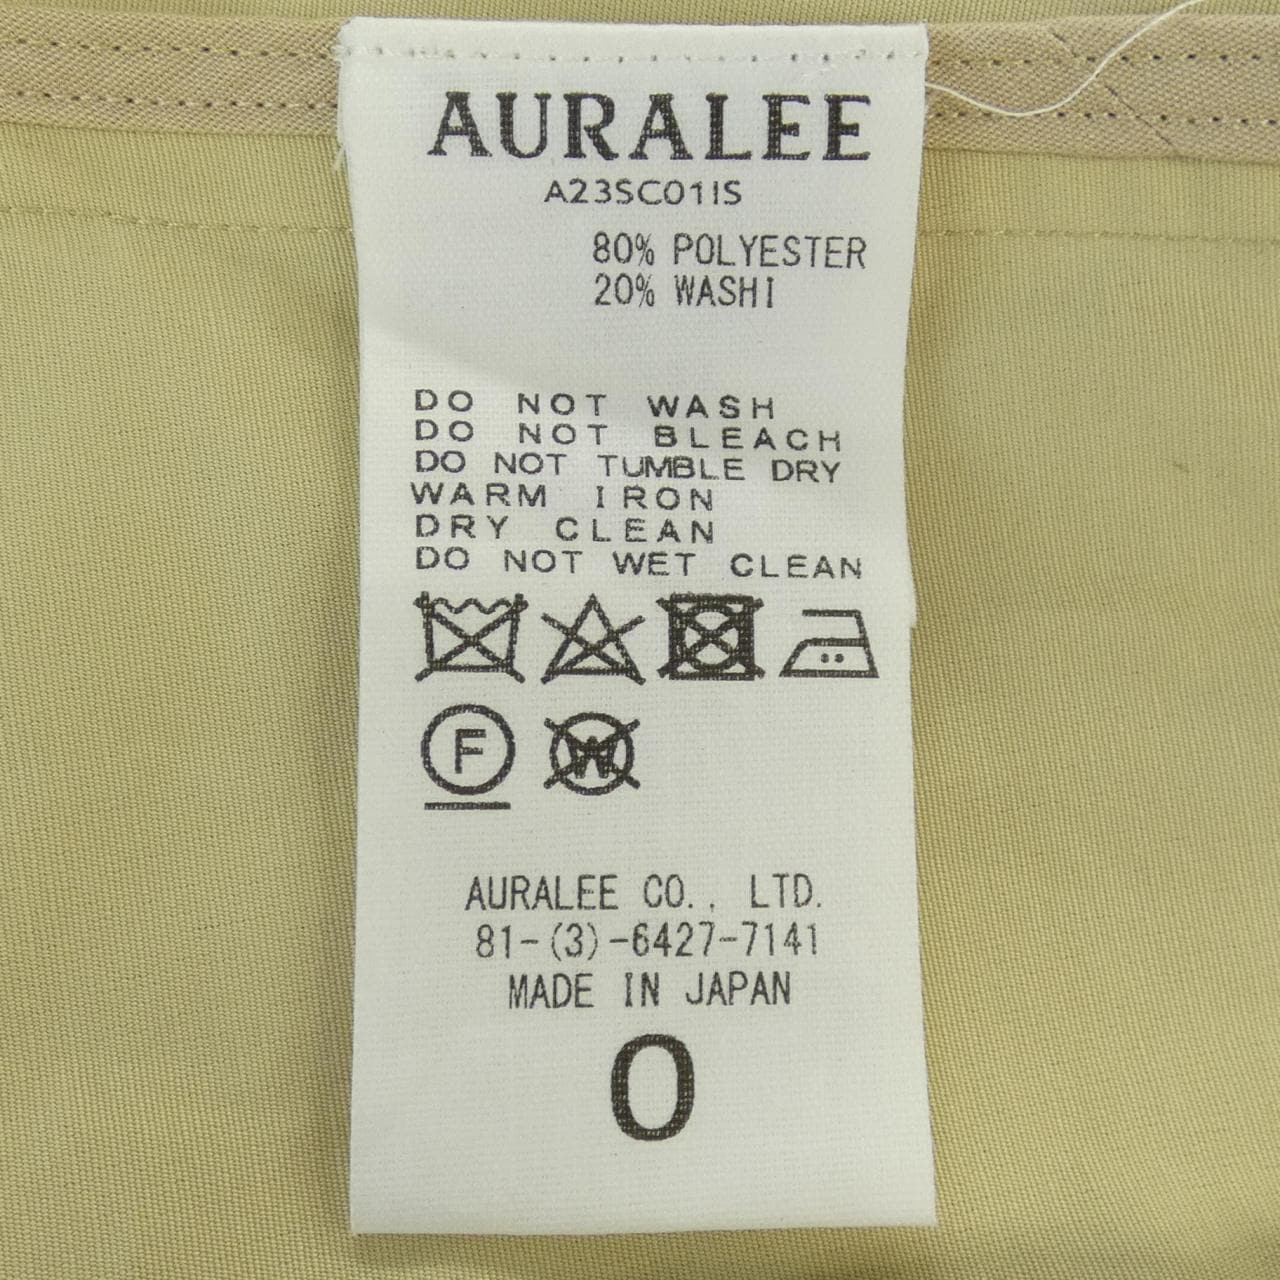 AURALEE
A23SC01IS
80% POLYESTER
20% WASHI
DO NOT WASH
DO NOT BLEACH
DO NOT TUMBLE DRY
WARM IRON
DRY CLEAN
DO NOT WET CLEAN
F W
AURALEE CO., LTD.
81-(3)-6427-7141
MADE IN JAPAN
0